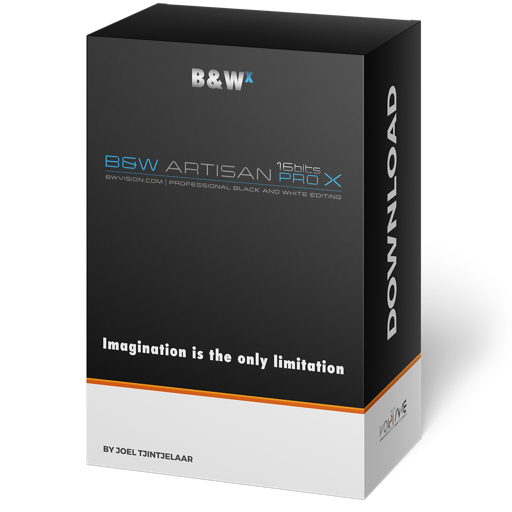 B&W x
B&W ARTISAN 16bits PRO X
BWVISION.COM | PROFESSIONAL BLACK AND WHITE EDITING
Imagination is the only limitation
BY JOEL TJINTJELAAR
DOWNLOAD